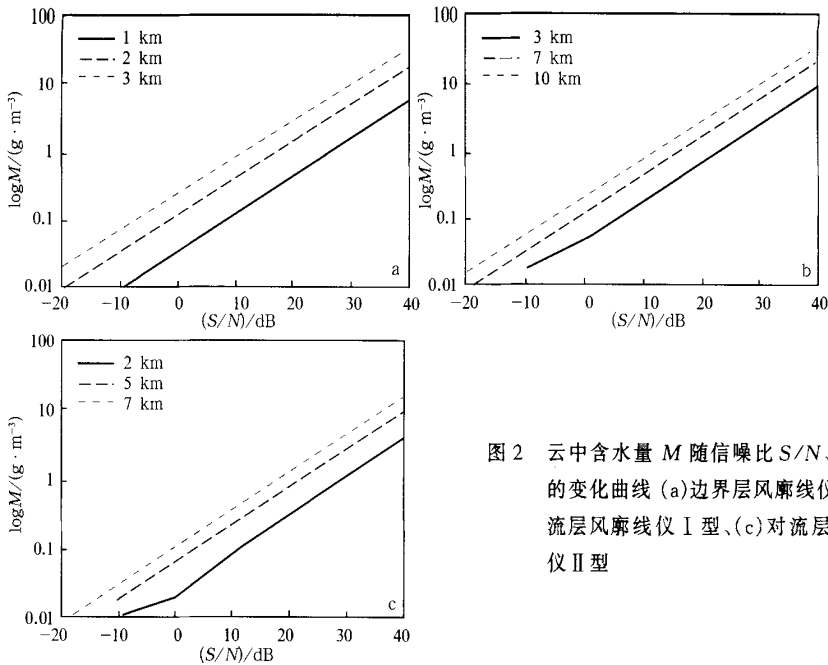 100
10
1
0.1
0.01
logM/(g · m⁻³)
1 km
2 km
3 km
a
−20 −10 0 10 20 30 40
(S/N)/dB
100
10
1
0.1
0.01
logM/(g · m⁻³)
3 km
7 km
10 km
b
−20 −10 0 10 20 30 40
(S/N)/dB
100
10
1
0.1
0.01
logM/(g · m⁻³)
2 km
5 km
7 km
c
−20 −10 0 10 20 30 40
(S/N)/dB
图 2 云中含水量 M 随信噪比 S/N、
的变化曲线 (a)边界层风廓线仪
流层风廓线仪 Ⅰ 型、(c)对流层
仪 Ⅱ 型